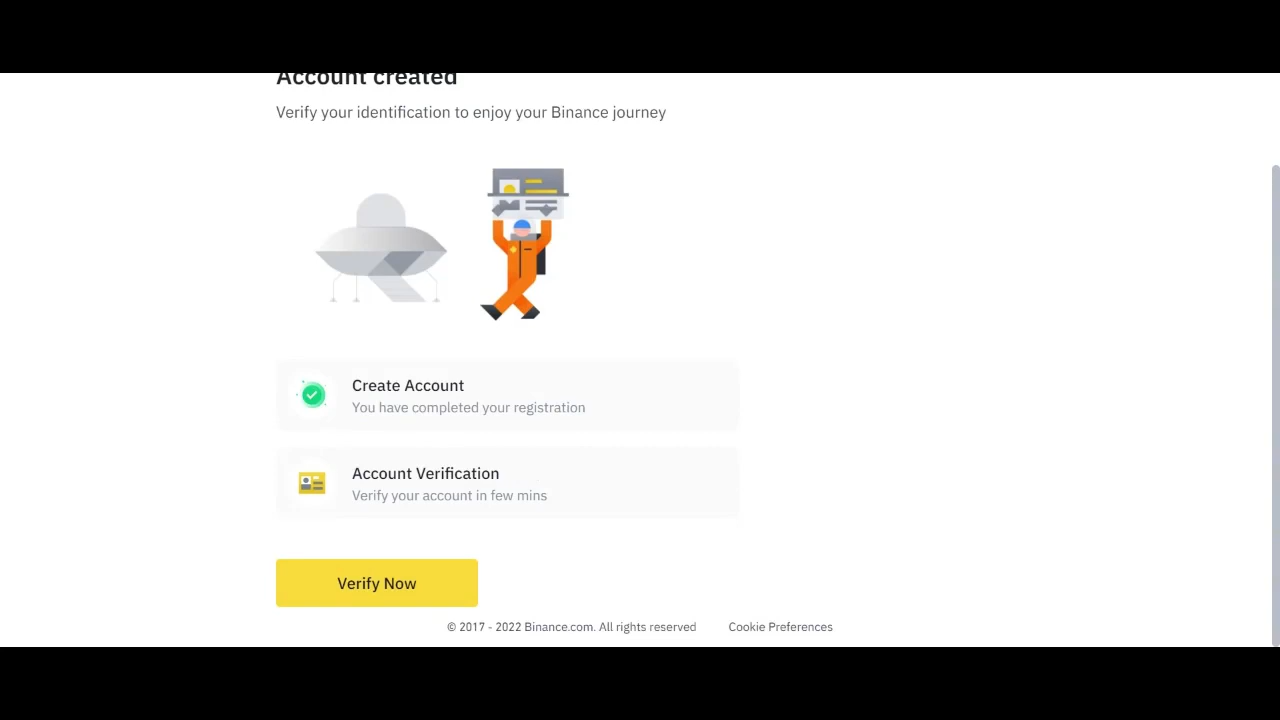 Account created
Verify your identification to enjoy your Binance journey
Create Account
You have completed your registration
Account Verification
Verify your account in few mins
Verify Now
© 2017 - 2022 Binance.com. All rights reserved Cookie Preferences